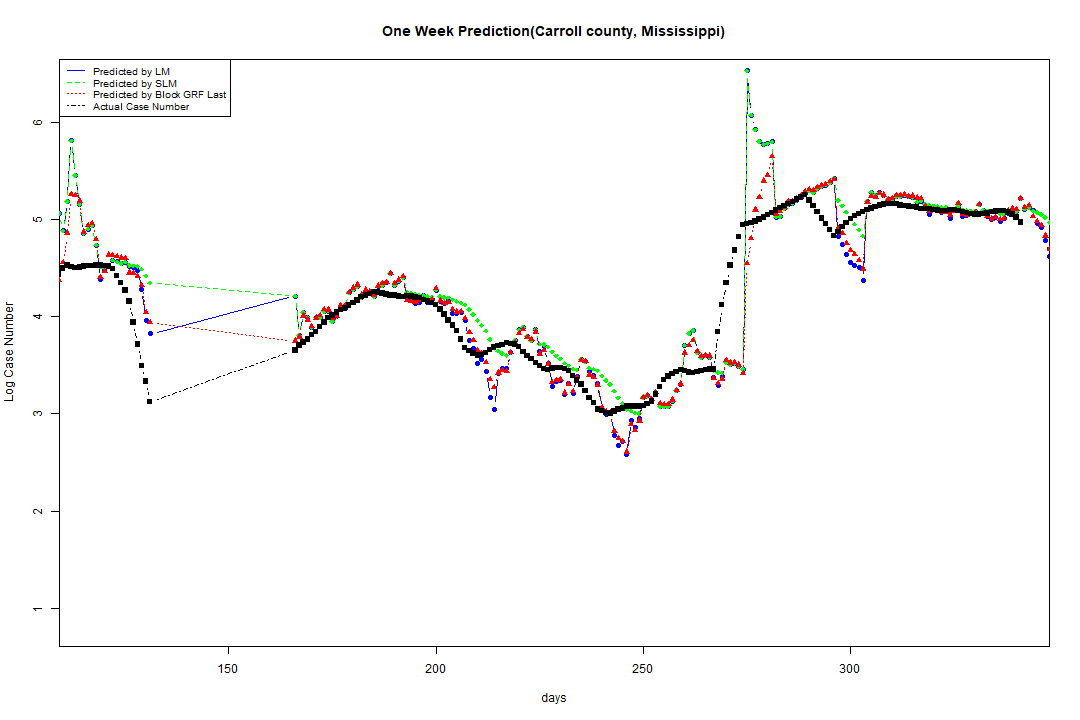 One Week Prediction(Carroll county, Mississippi)
Predicted by LM
Predicted by SLM
Predicted by Block GRF Last
Actual Case Number
6
5
4
3
2
1
Log Case Number
150
200
250
300
days